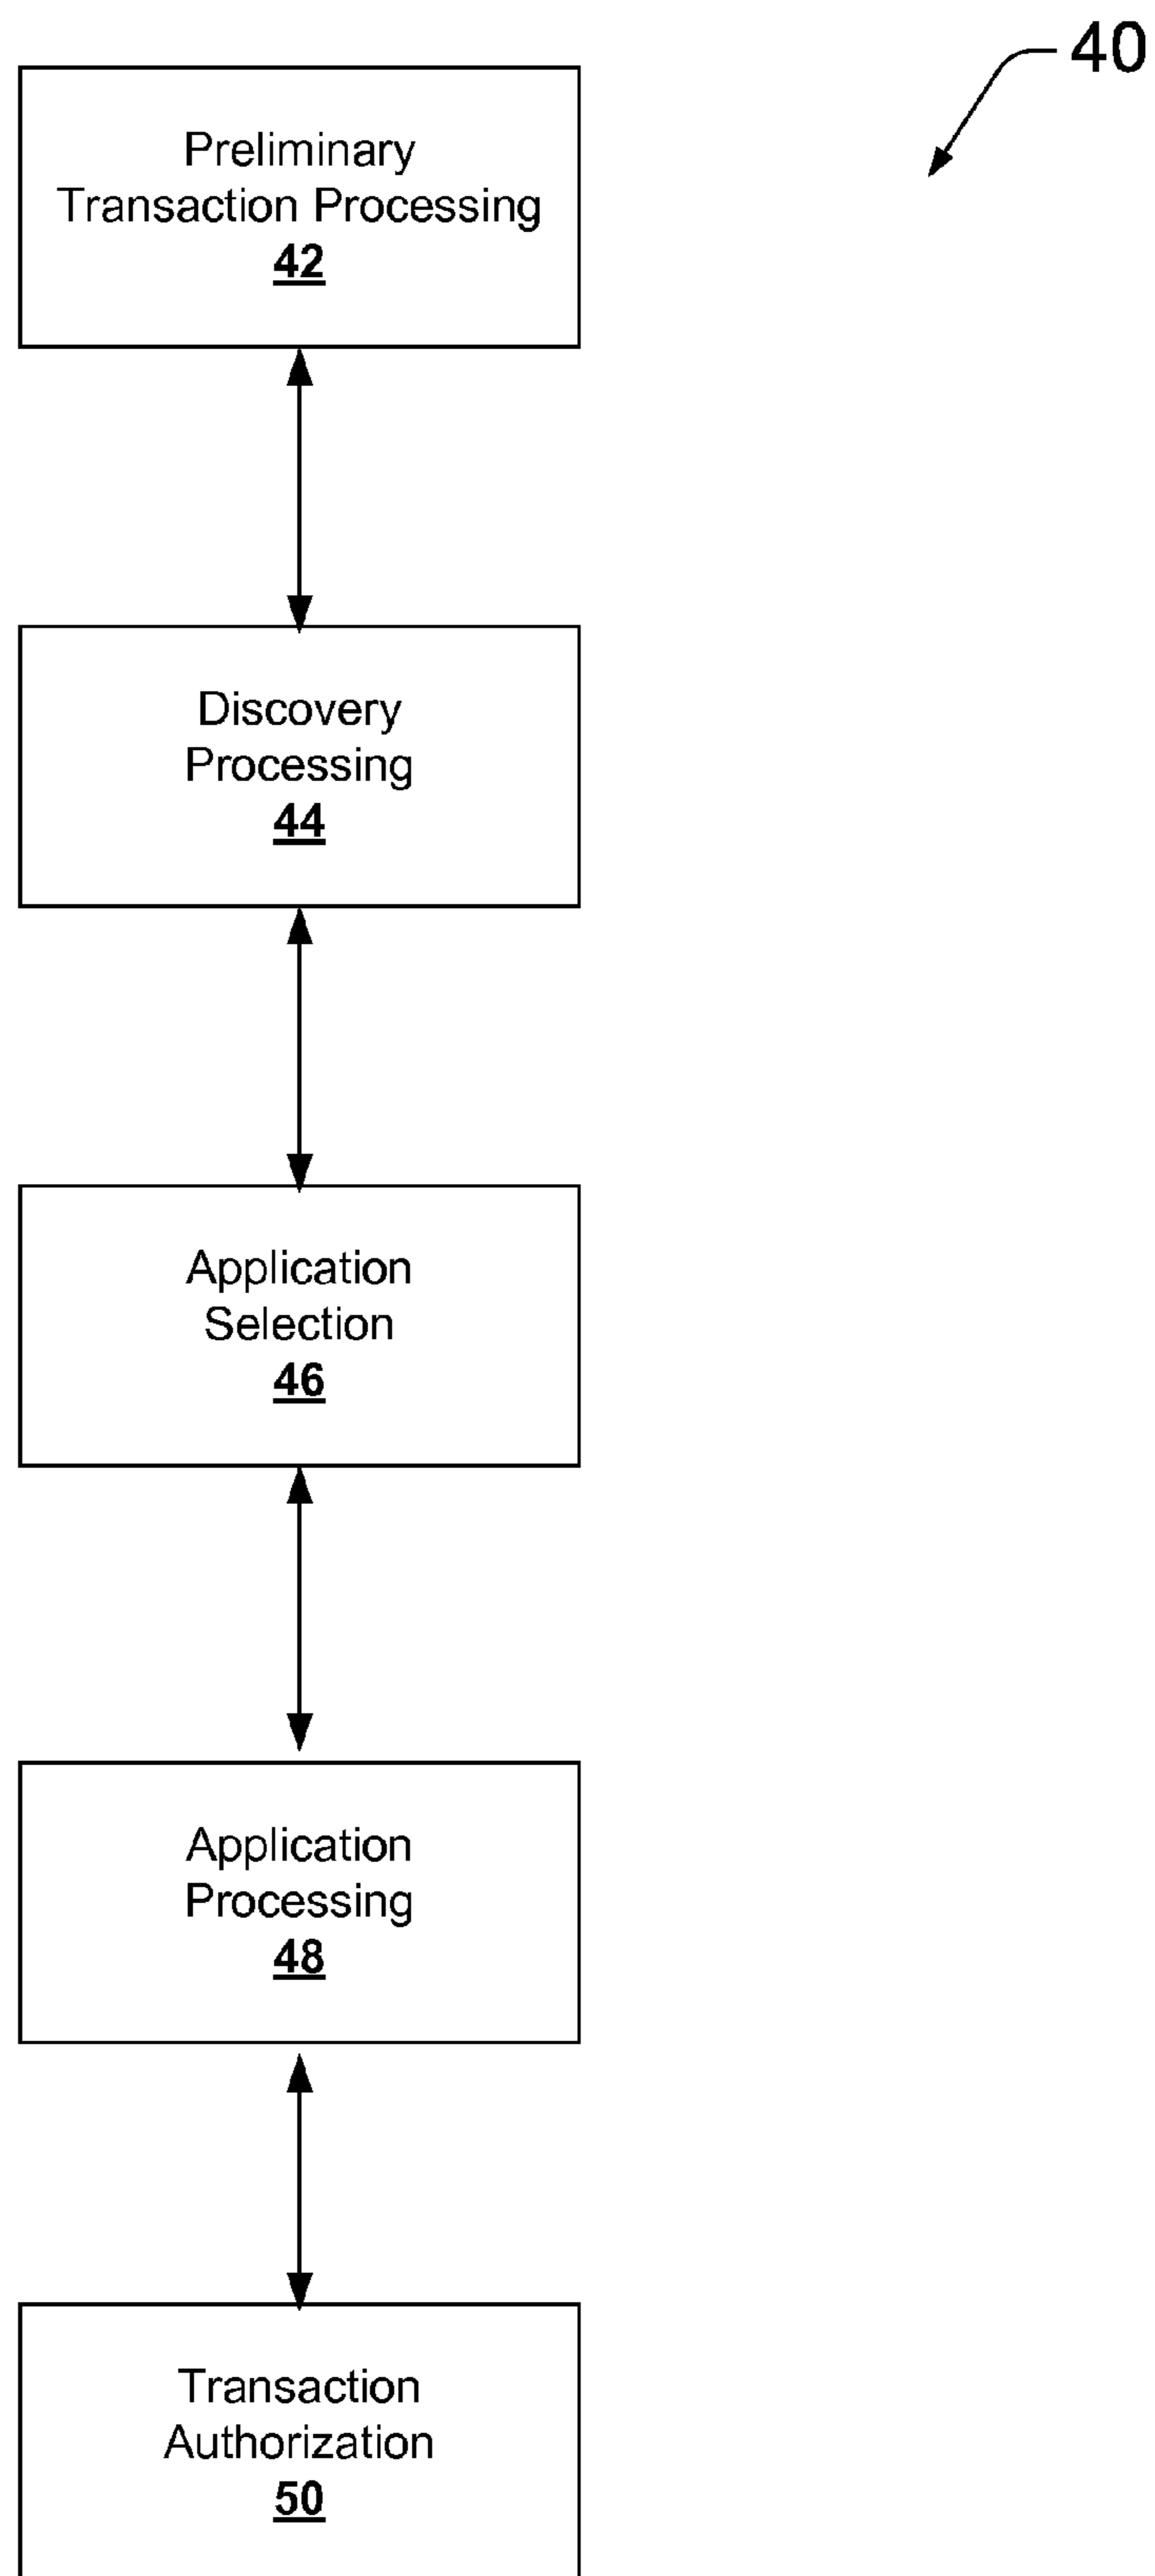 40
Preliminary
Transaction Processing
42
Discovery
Processing
44
Application
Selection
46
Application
Processing
48
Transaction
Authorization
50